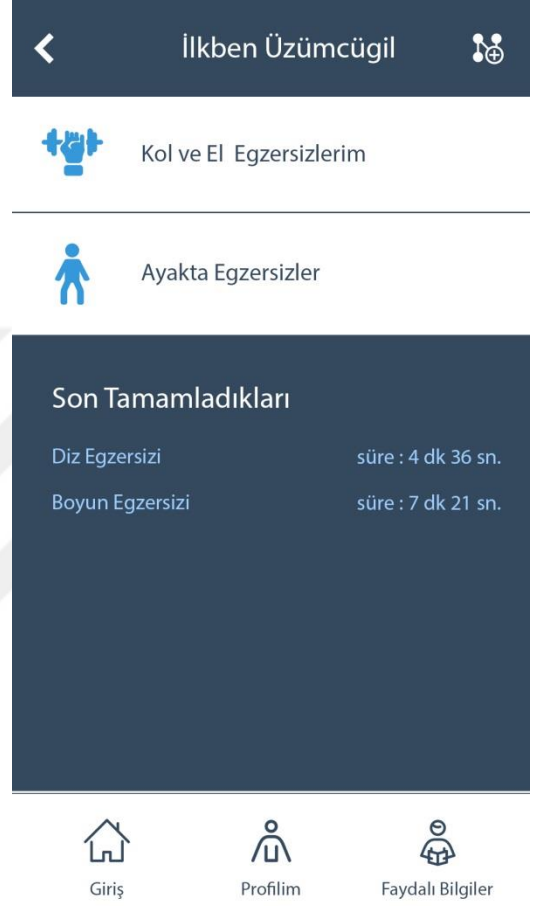 İlkben Üzümcügil
Kol ve El Egzersizlerim
Ayakta Egzersizler
Son Tamamladıkları
Diz Egzersizi süre : 4 dk 36 sn.
Boyun Egzersizi süre : 7 dk 21 sn.
Giriş Profilim Faydalı Bilgiler